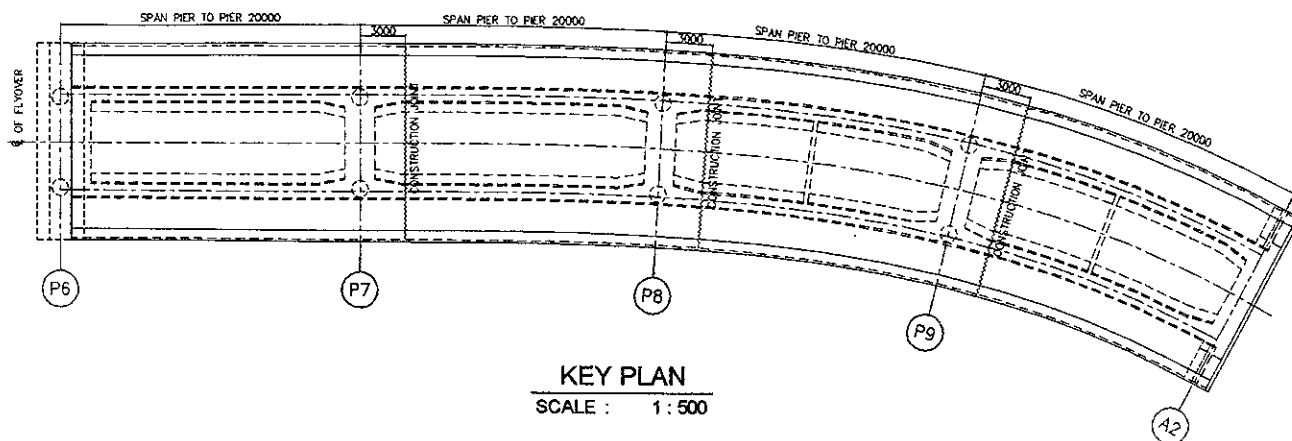 SPAN PIER TO PIER 20000
SPAN PIER TO PIER 20000
SPAN PIER TO PIER 20000
SPAN PIER TO PIER 20000
3000
3000
3000
℄ OF FLYOVER
CONSTRUCTION JOINT
CONSTRUCTION JOINT
CONSTRUCTION JOINT
P6
P7
P8
P9
A2
KEY PLAN
SCALE : 1 : 500